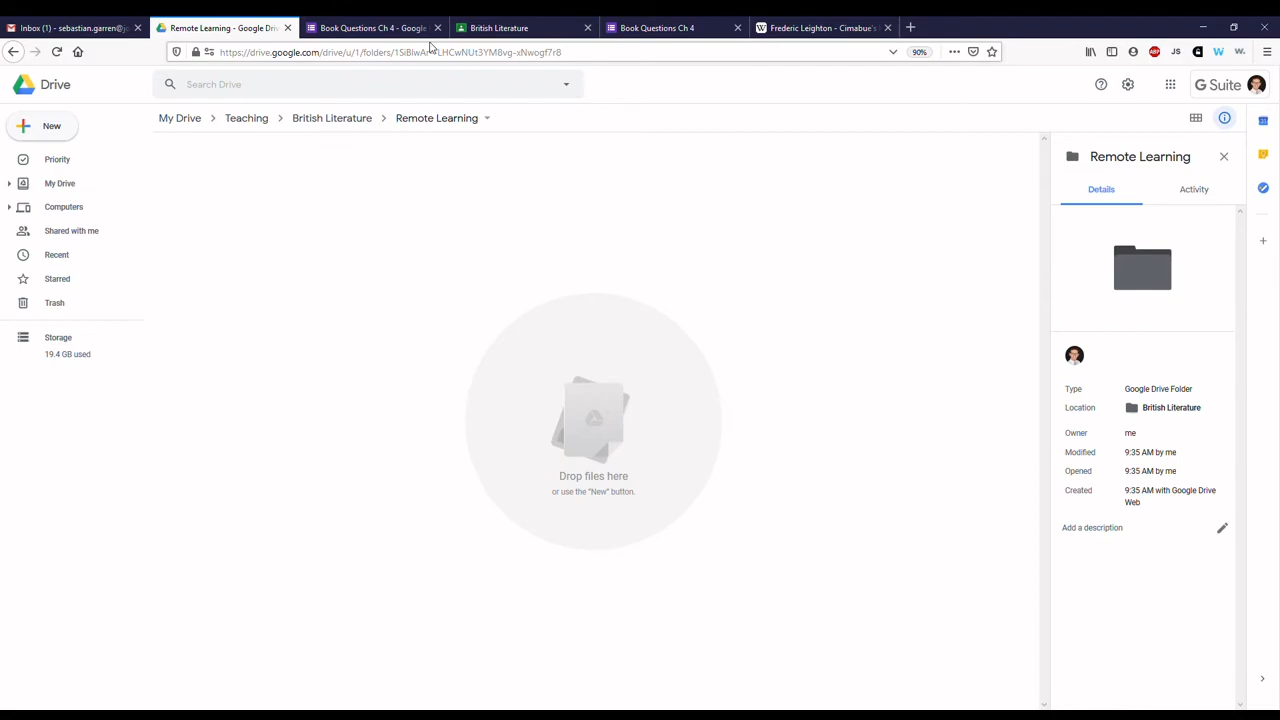 Inbox (1) - sebastian.garren@j
Remote Learning - Google Driv
Book Questions Ch 4 - Google
British Literature
Book Questions Ch 4
Frederic Leighton - Cimabue's
https://drive.google.com/drive/u/1/folders/
90%
JS
ABP
Drive
Search Drive
G Suite
New
My Drive > Teaching > British Literature > Remote Learning
Priority
My Drive
Computers
Shared with me
Recent
Starred
Trash
Storage
19.4 GB used
Drop files here
or use the "New" button.
Remote Learning
Details
Activity
Type Google Drive Folder
Location British Literature
Owner me
Modified 9:35 AM by me
Opened 9:35 AM by me
Created 9:35 AM with Google Drive
Web
Add a description